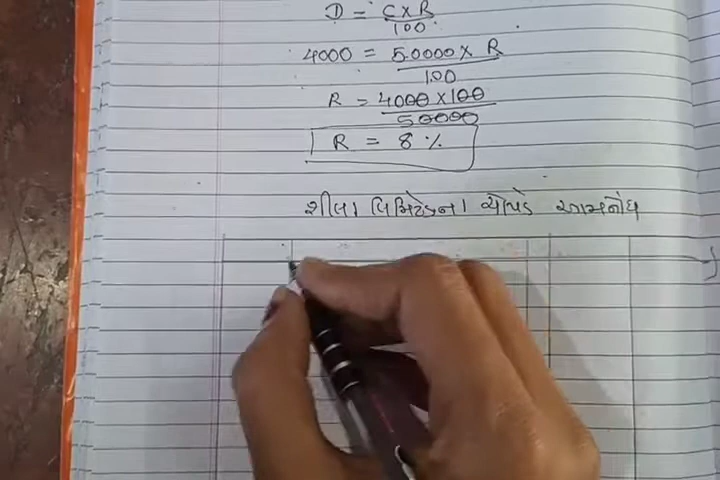 D = C × R
100
4000 = 50000 × R
100
R = 4000 × 100
50000
R = 8 %
શીલા લિમિટેડના ચોપડે આમનોંધ